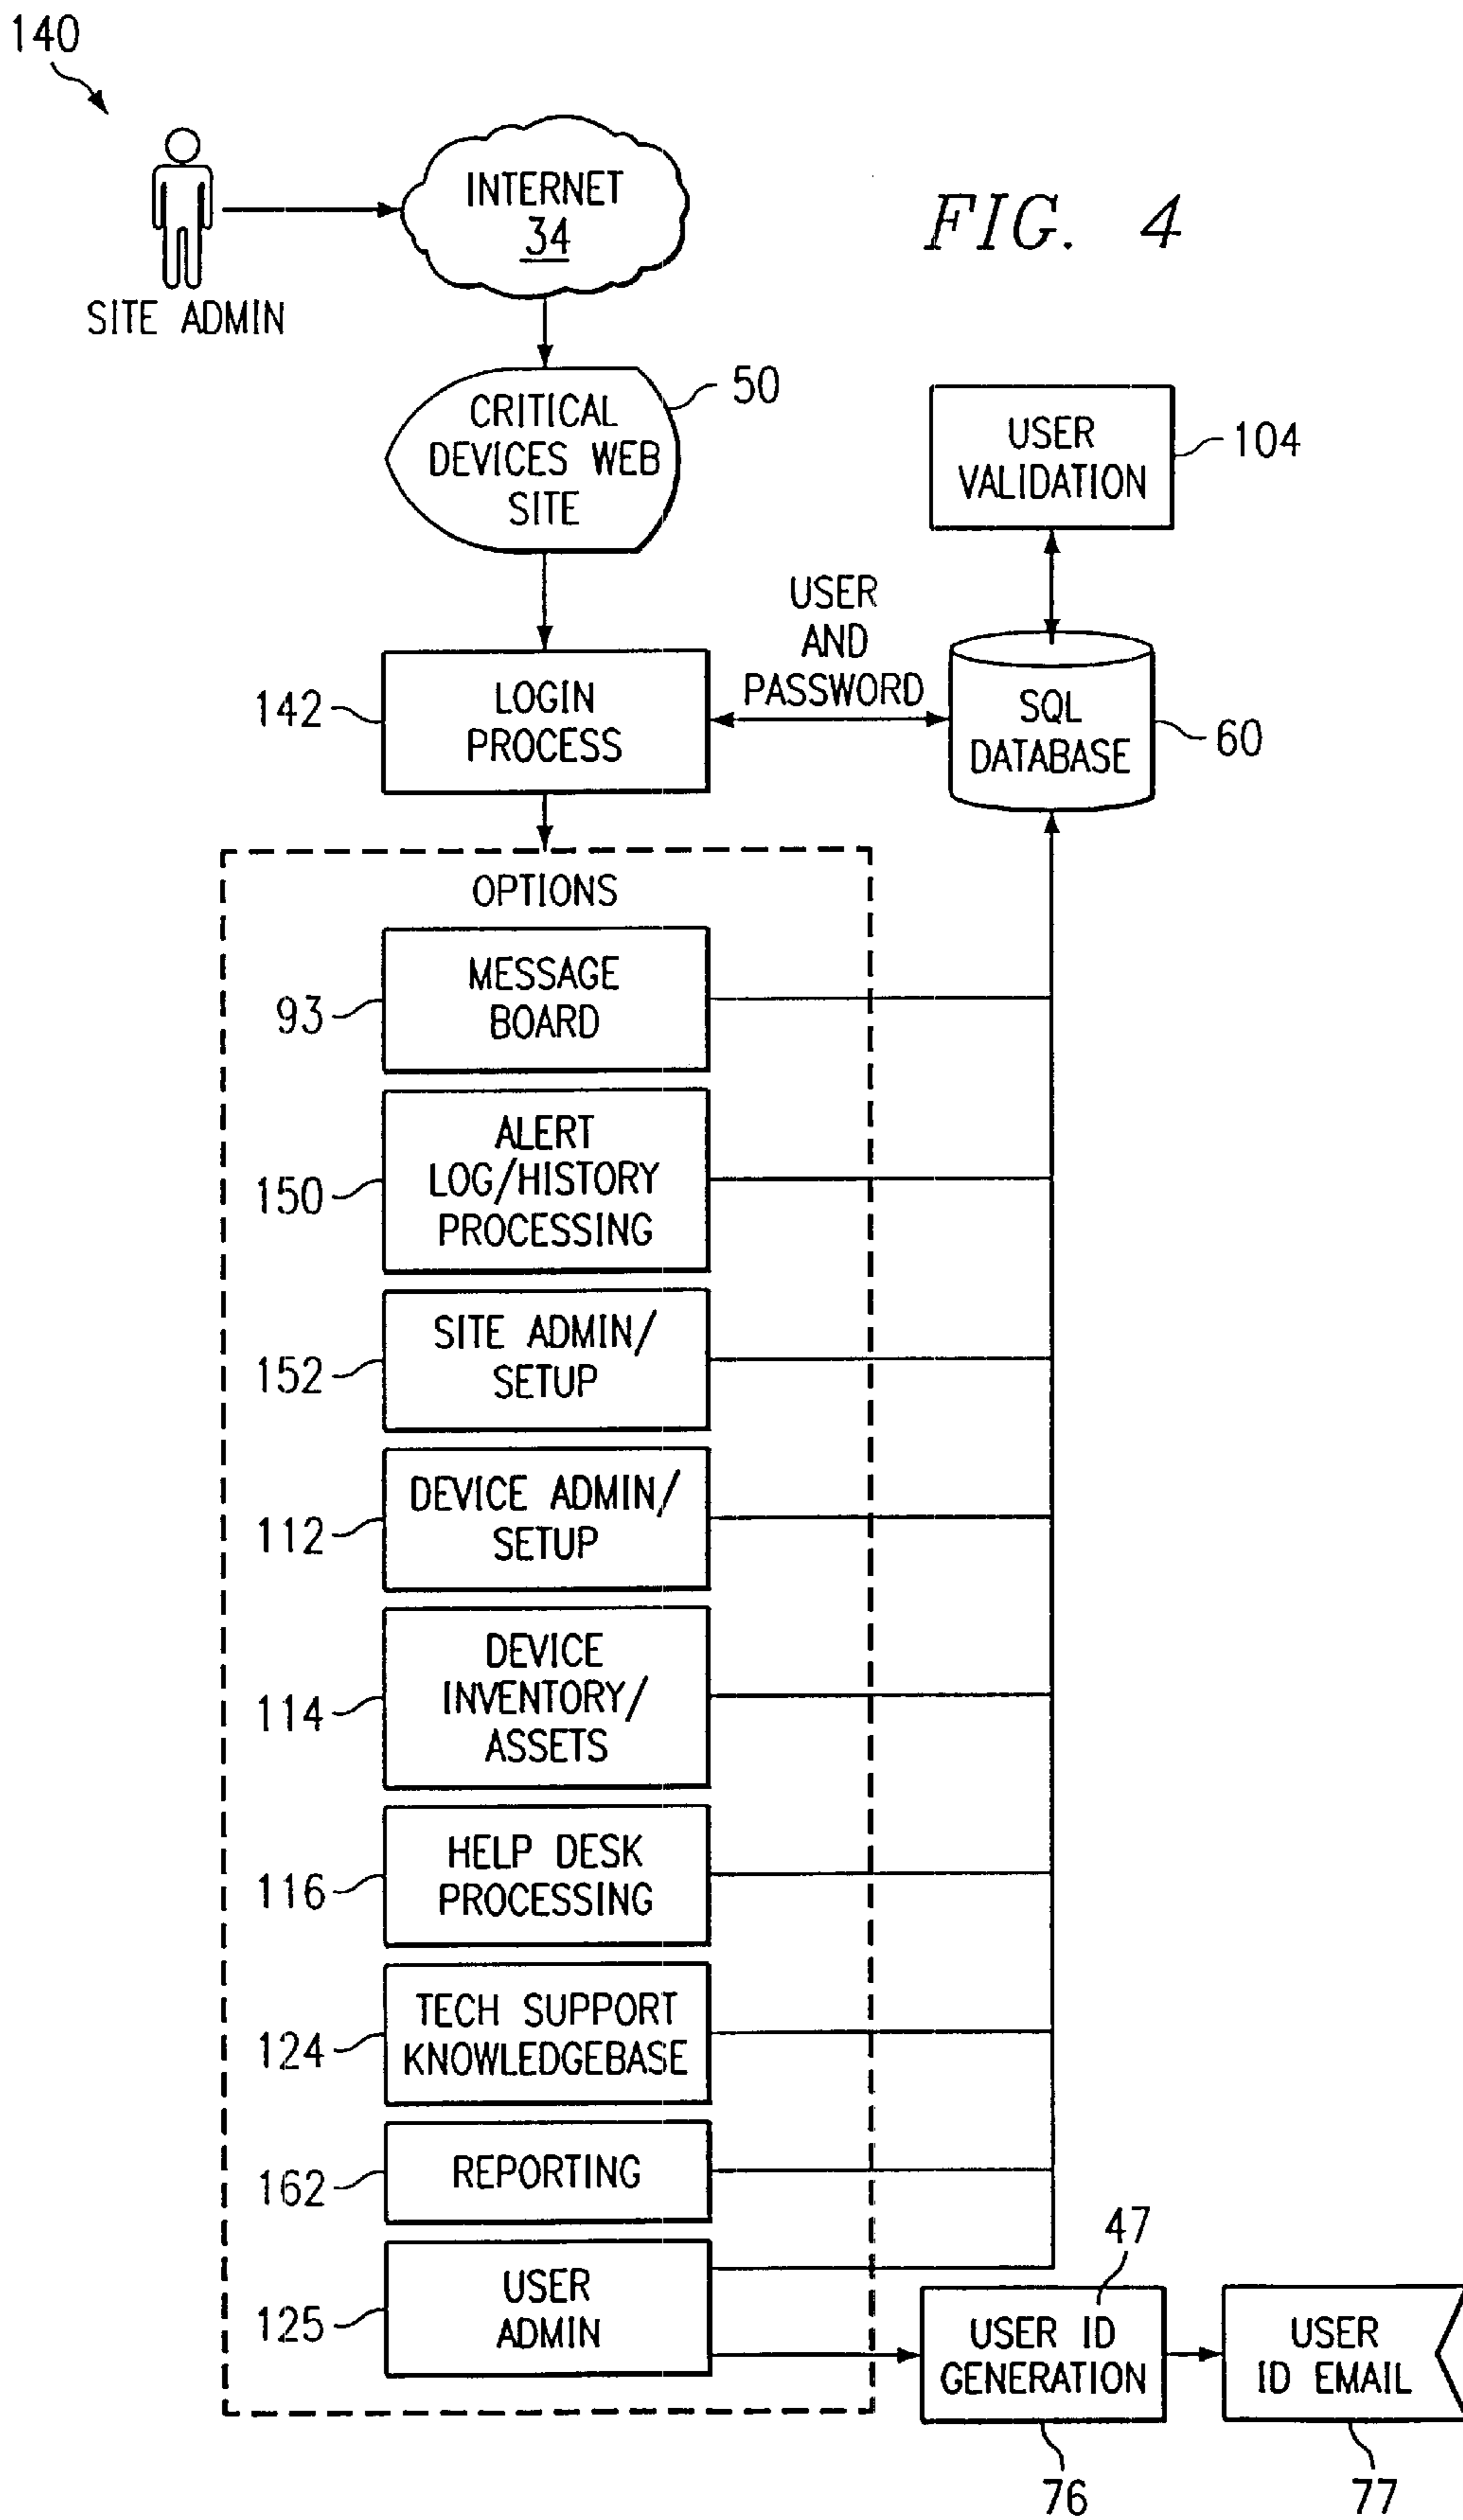 140
INTERNET
34
FIG. 4
SITE ADMIN
CRITICAL
DEVICES WEB
SITE
50
USER
VALIDATION
104
USER
AND
PASSWORD
142
LOGIN
PROCESS
SQL
DATABASE
60
OPTIONS
93
MESSAGE
BOARD
150
ALERT
LOG/HISTORY
PROCESSING
152
SITE ADMIN/
SETUP
112
DEVICE ADMIN/
SETUP
114
DEVICE
INVENTORY/
ASSETS
116
HELP DESK
PROCESSING
124
TECH SUPPORT
KNOWLEDGEBASE
162
REPORTING
125
USER
ADMIN
47
USER ID
GENERATION
76
USER
ID EMAIL
77